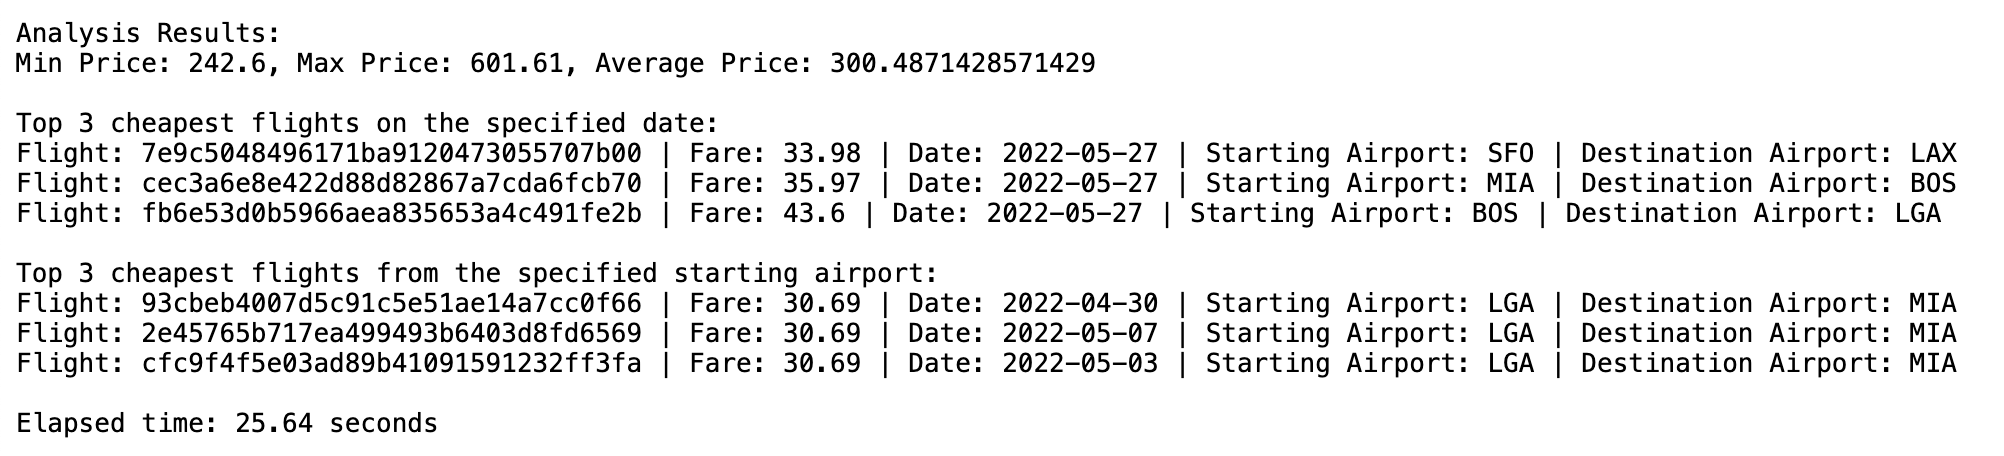 Analysis Results:
Min Price: 242.6, Max Price: 601.61, Average Price: 300.4871428571429
Top 3 cheapest flights on the specified date:
Flight: 7e9c5048496171ba9120473055707b00 | Fare: 33.98 | Date: 2022-05-27 | Starting Airport: SFO | Destination Airport: LAX
Flight: cec3a6e8e422d88d82867a7cda6fcb70 | Fare: 35.97 | Date: 2022-05-27 | Starting Airport: MIA | Destination Airport: BOS
Flight: fb6e53d0b5966aea835653a4c491fe2b | Fare: 43.6 | Date: 2022-05-27 | Starting Airport: BOS | Destination Airport: LGA
Top 3 cheapest flights from the specified starting airport:
Flight: 93cbeb4007d5c91c5e51ae14a7cc0f66 | Fare: 30.69 | Date: 2022-04-30 | Starting Airport: LGA | Destination Airport: MIA
Flight: 2e45765b717ea499493b6403d8fd6569 | Fare: 30.69 | Date: 2022-05-07 | Starting Airport: LGA | Destination Airport: MIA
Flight: cfc9f4f5e03ad89b41091591232ff3fa | Fare: 30.69 | Date: 2022-05-03 | Starting Airport: LGA | Destination Airport: MIA
Elapsed time: 25.64 seconds